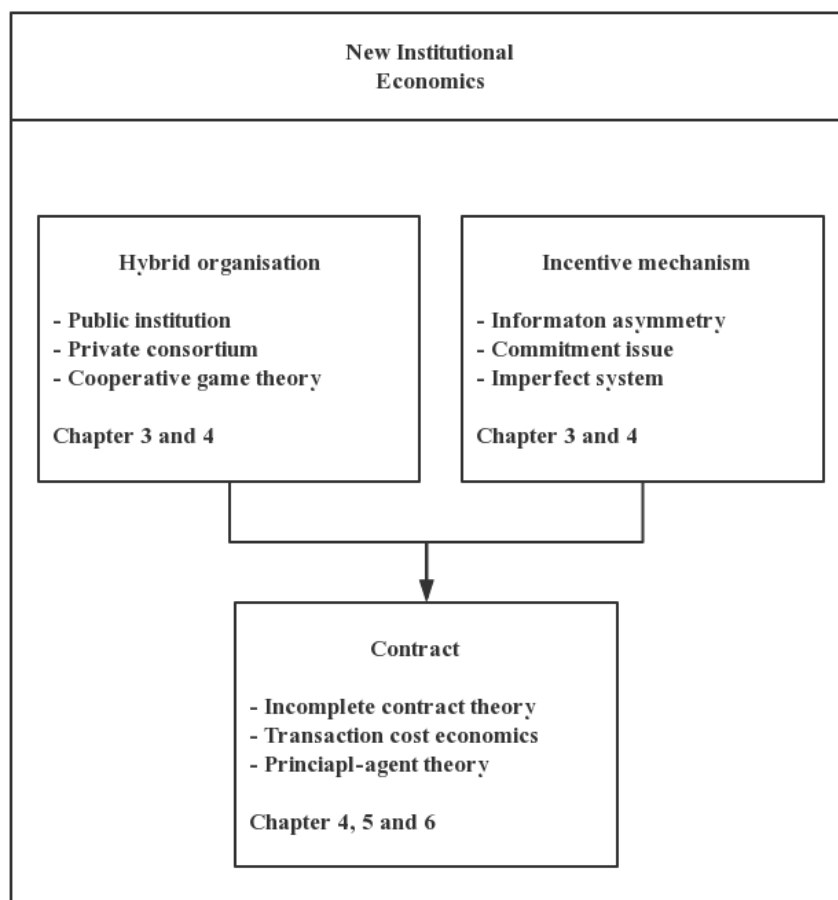 New Institutional
Economics
Hybrid organisation
- Public institution
- Private consortium
- Cooperative game theory
Chapter 3 and 4
Incentive mechanism
- Informaton asymmetry
- Commitment issue
- Imperfect system
Chapter 3 and 4
Contract
- Incomplete contract theory
- Transaction cost economics
- Princiapl-agent theory
Chapter 4, 5 and 6